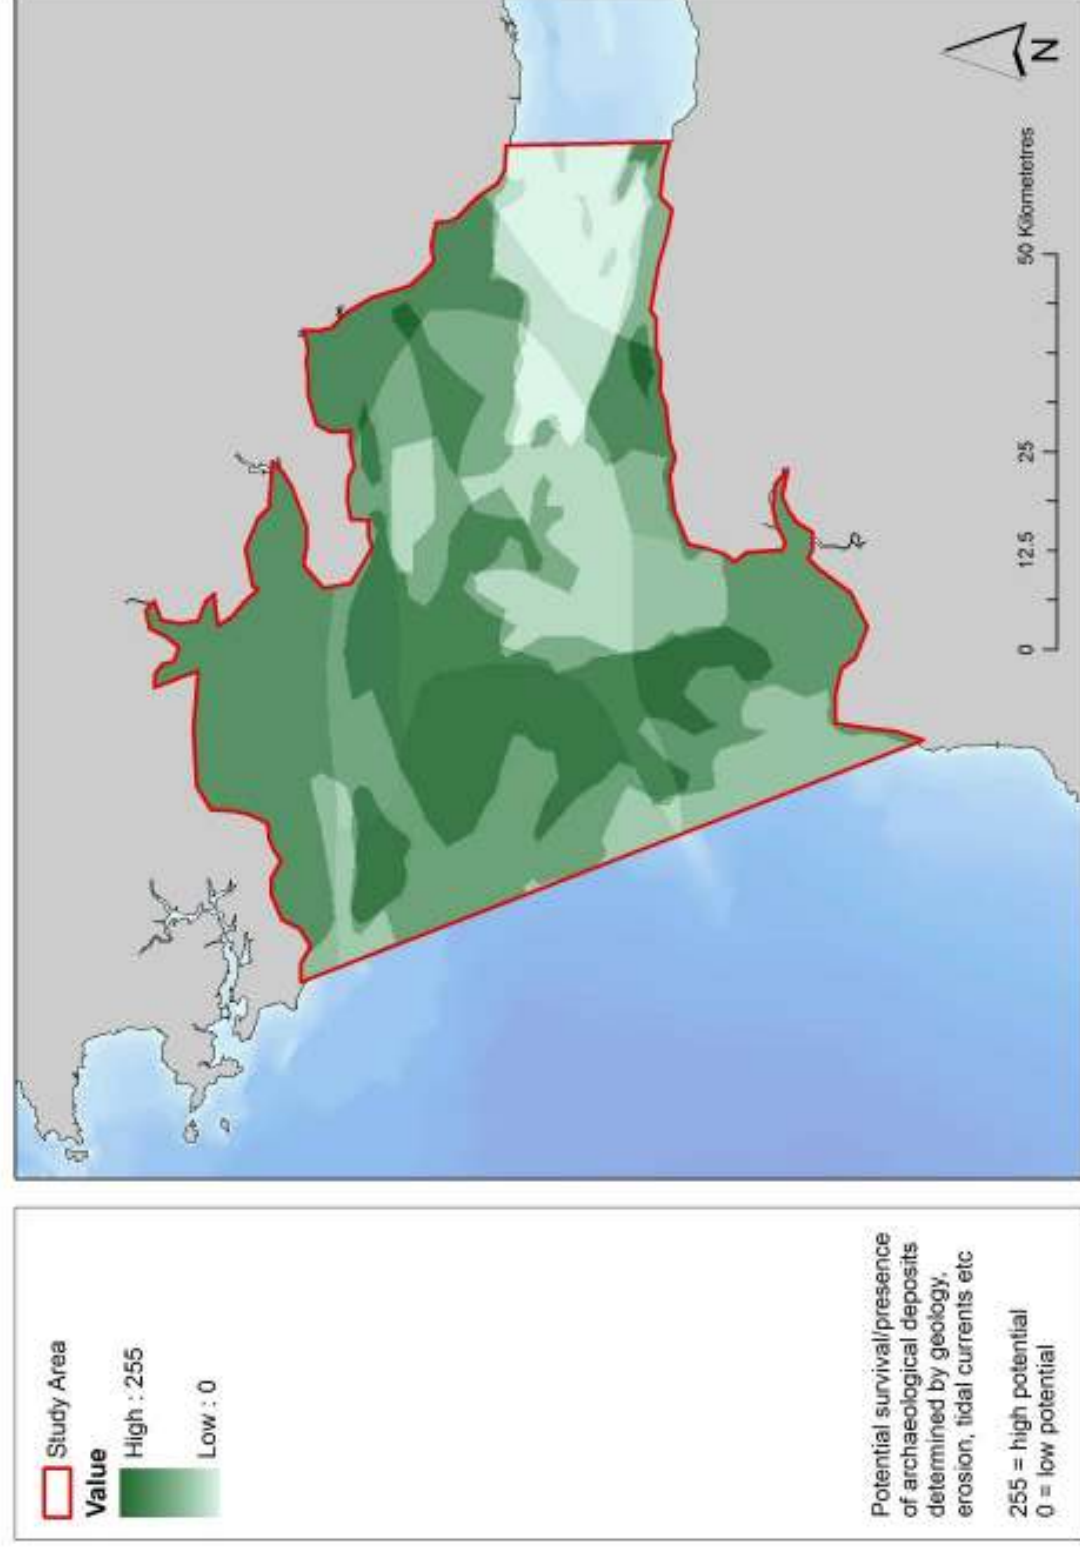 Study Area
Value
High : 255
Low : 0
Potential survival/presence
of archaeological deposits
determined by geology,
erosion, tidal currents etc
255 = high potential
0 = low potential
0 12.5 25 50 Kilometetres
N